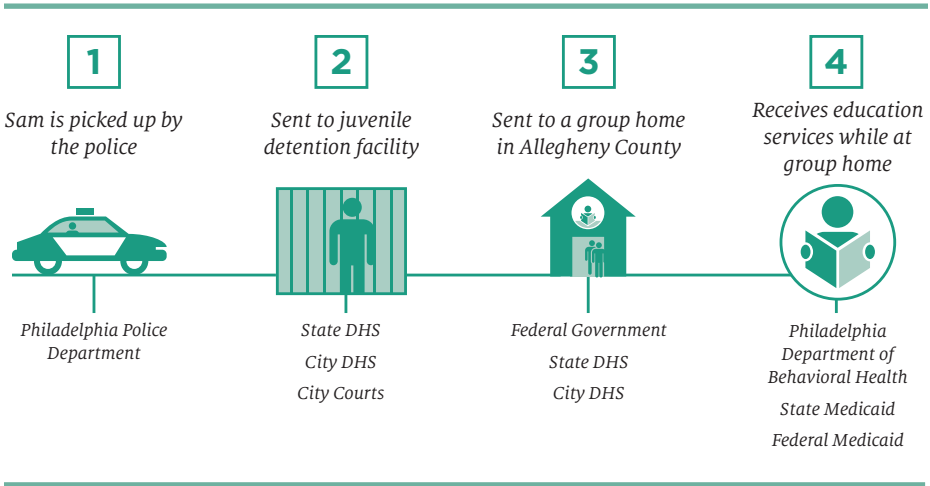 1
Sam is picked up by
the police
Philadelphia Police
Department
2
Sent to juvenile
detention facility
State DHS
City DHS
City Courts
3
Sent to a group home
in Allegheny County
Federal Government
State DHS
City DHS
4
Receives education
services while at
group home
Philadelphia
Department of
Behavioral Health
State Medicaid
Federal Medicaid